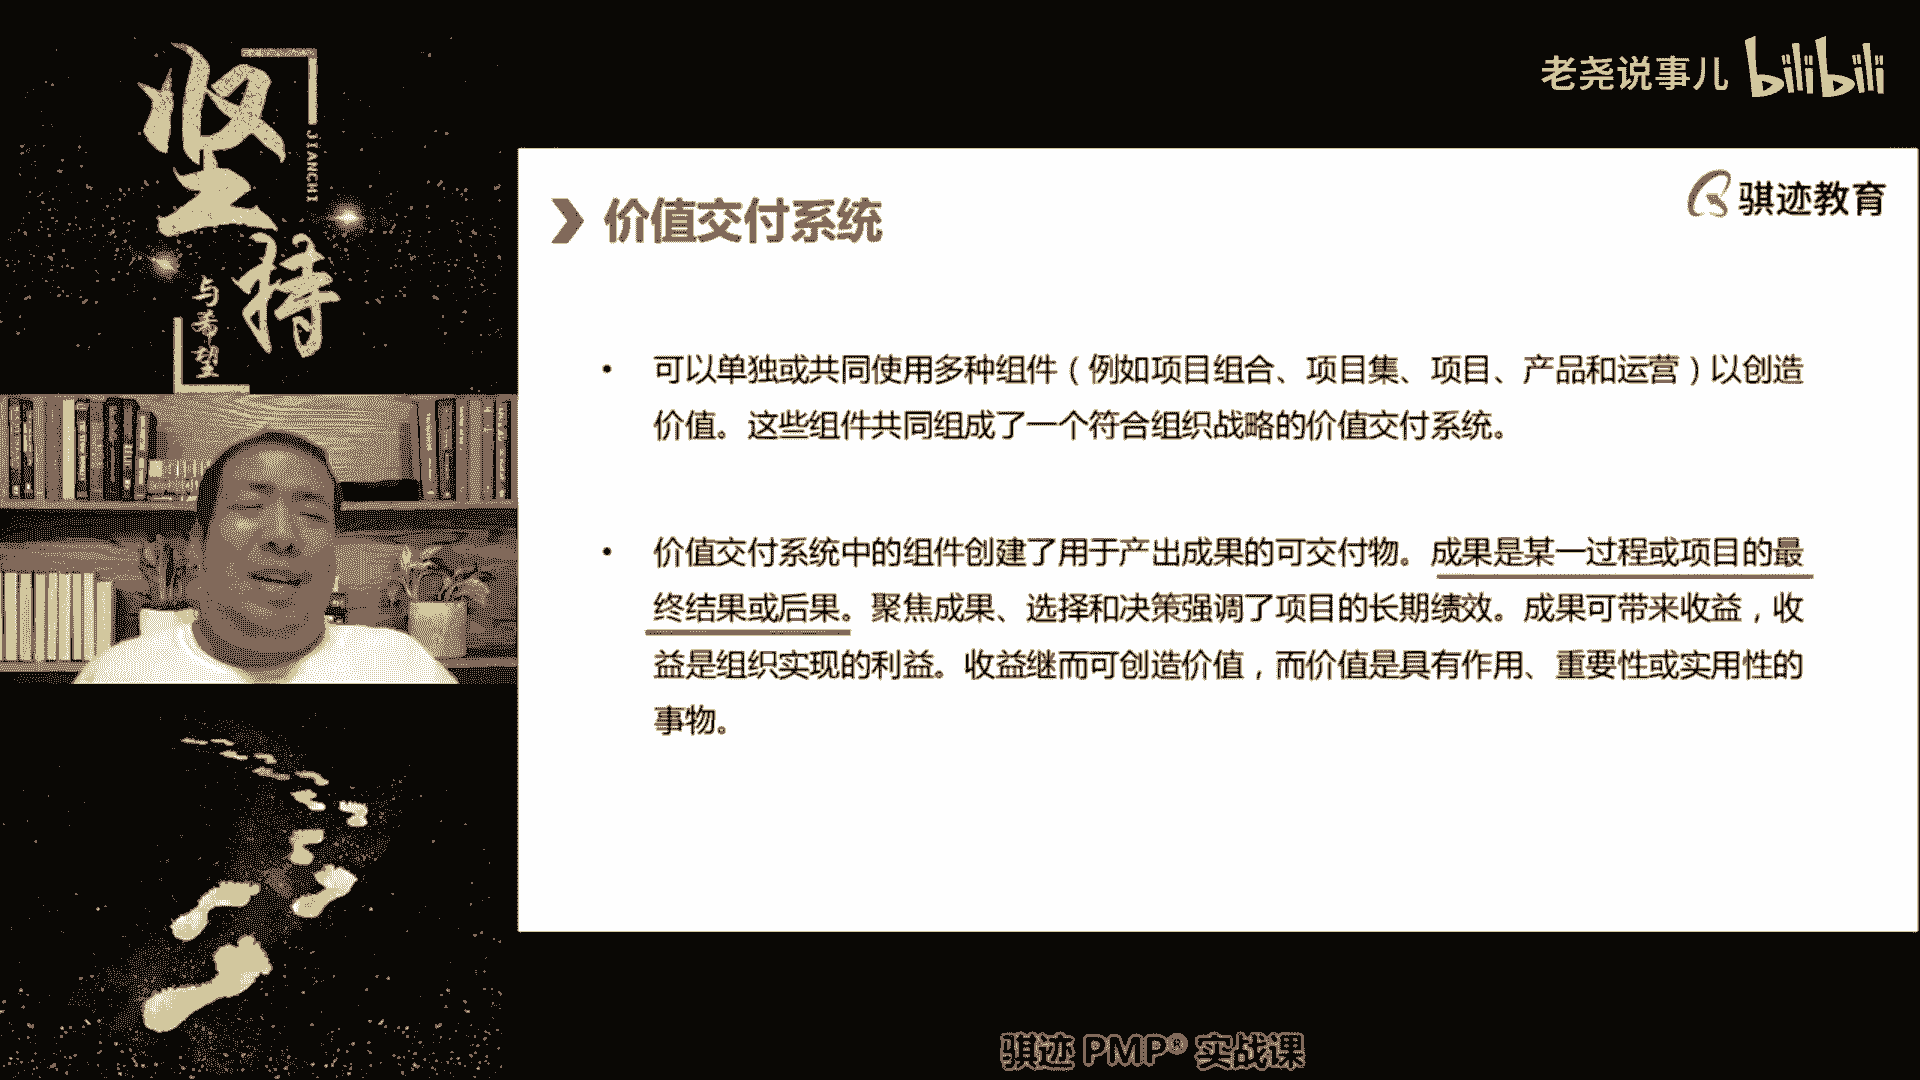 坚
持
JIANCHI
与希望
老尧说事儿 bilibili
骐迹教育
价值交付系统
• 可以单独或共同使用多种组件（例如项目组合、项目集、项目、产品和运营）以创造
价值。这些组件共同组成了一个符合组织战略的价值交付系统。
• 价值交付系统中的组件创建了用于产出成果的可交付物。成果是某一过程或项目的最
终结果或后果。聚焦成果、选择和决策强调了项目的长期绩效。成果可带来收益，收
益是组织实现的利益。收益继而可创造价值，而价值是具有作用、重要性或实用性的
事物。
骐迹 PMP® 实战课